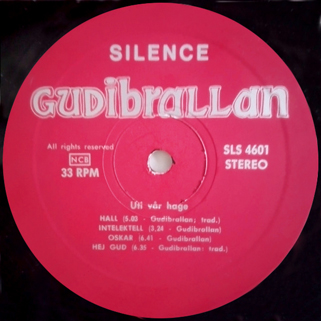 SILENCE
GUDibrallan
All rights reserved
NCB
33 RPM
SLS 4601
STEREO
Uti vår hage
HALL (5.03 - Gudibrallan; trad.)
INTELEKTELL (3,24 - Gudibrallan)
OSKAR (6.41 - Gudibrallan)
HEJ GUD (6.35 - Gudibrallan; trad.)